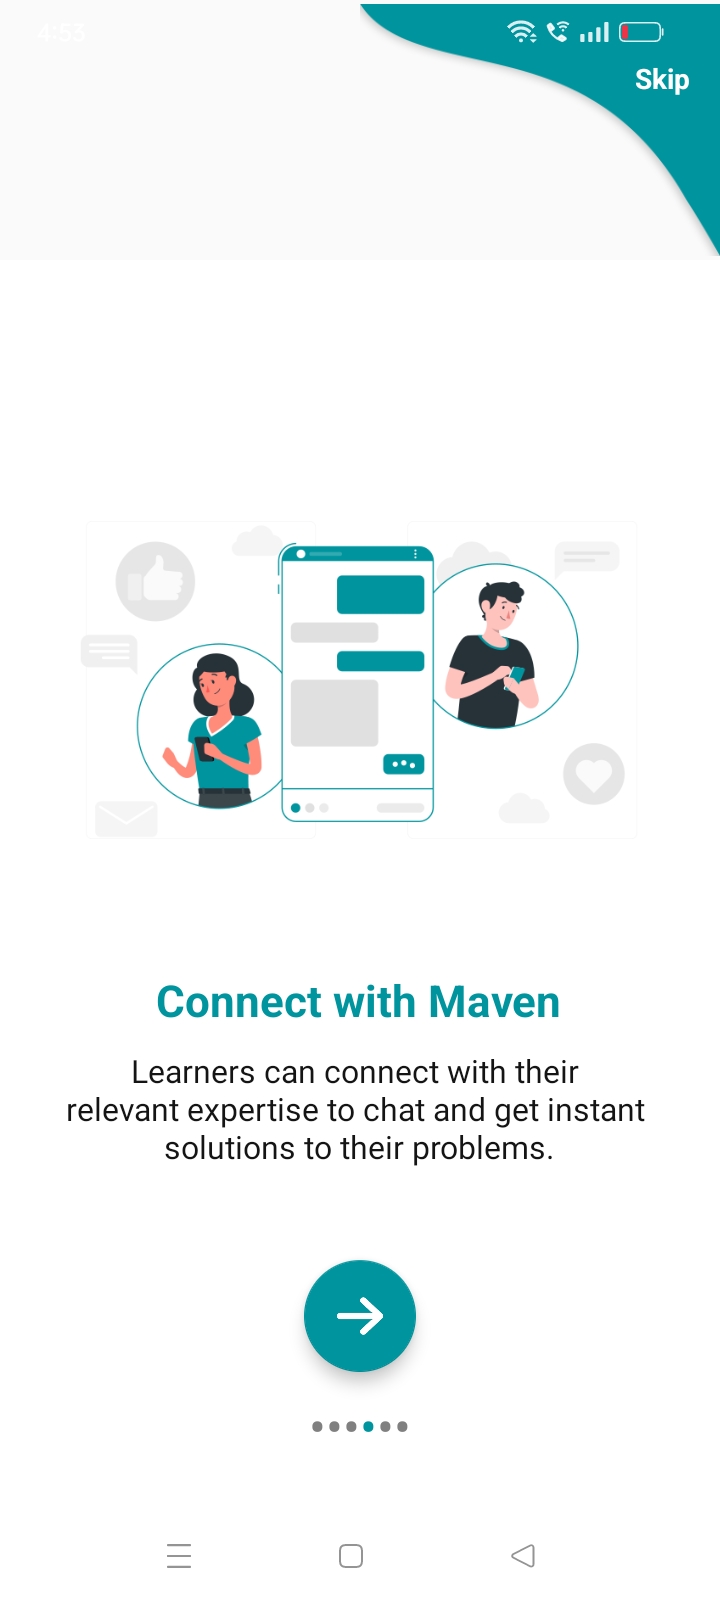 4:53
Skip
Connect with Maven
Learners can connect with their
relevant expertise to chat and get instant
solutions to their problems.